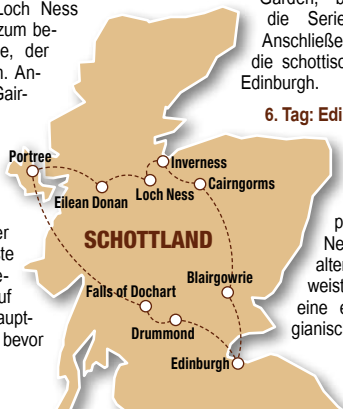 Loch Ness
zum be-
e, der
n. An-
Gair-
Garden, b
die Serie
Anschließe
die schottisc
Edinburgh.
6. Tag: Edi
Portree
Inverness
Cairngorms
Loch Ness
Eilean Donan
SCHOTTLAND
Blairgowrie
Falls of Dochart
Drummond
Edinburgh
er
ste
e-
uf
aupt-
bevor
p
Ne
alter
weist
eine e
gianisch